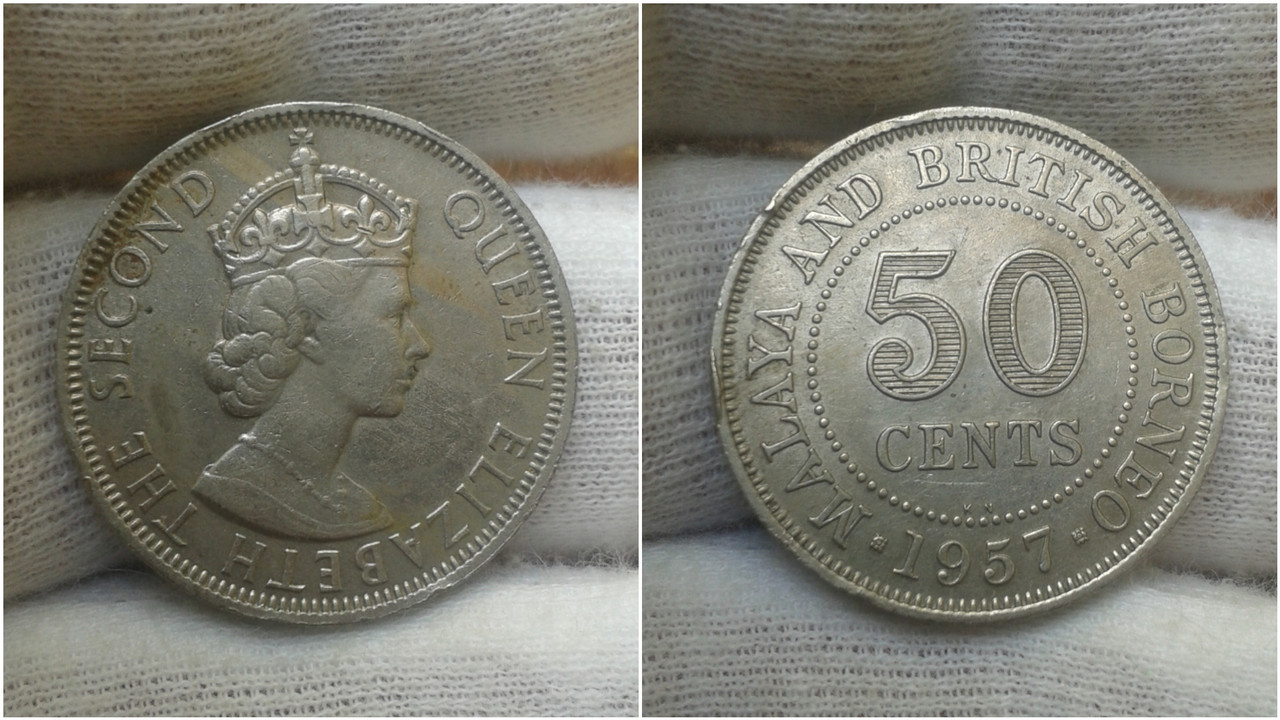 QUEEN ELIZABETH THE SECOND
MALAYA AND BRITISH BORNEO
50
CENTS
1957